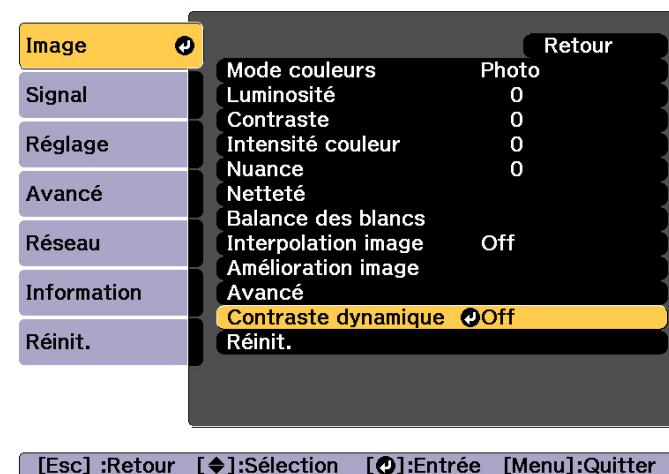 Image
Signal
Réglage
Avancé
Réseau
Information
Réinit.
Retour
Mode couleurs Photo
Luminosité 0
Contraste 0
Intensité couleur 0
Nuance 0
Netteté
Balance des blancs
Interpolation image Off
Amélioration image
Avancé
Contraste dynamique Off
Réinit.
[Esc] :Retour [◆]:Sélection [↵]:Entrée [Menu]:Quitter